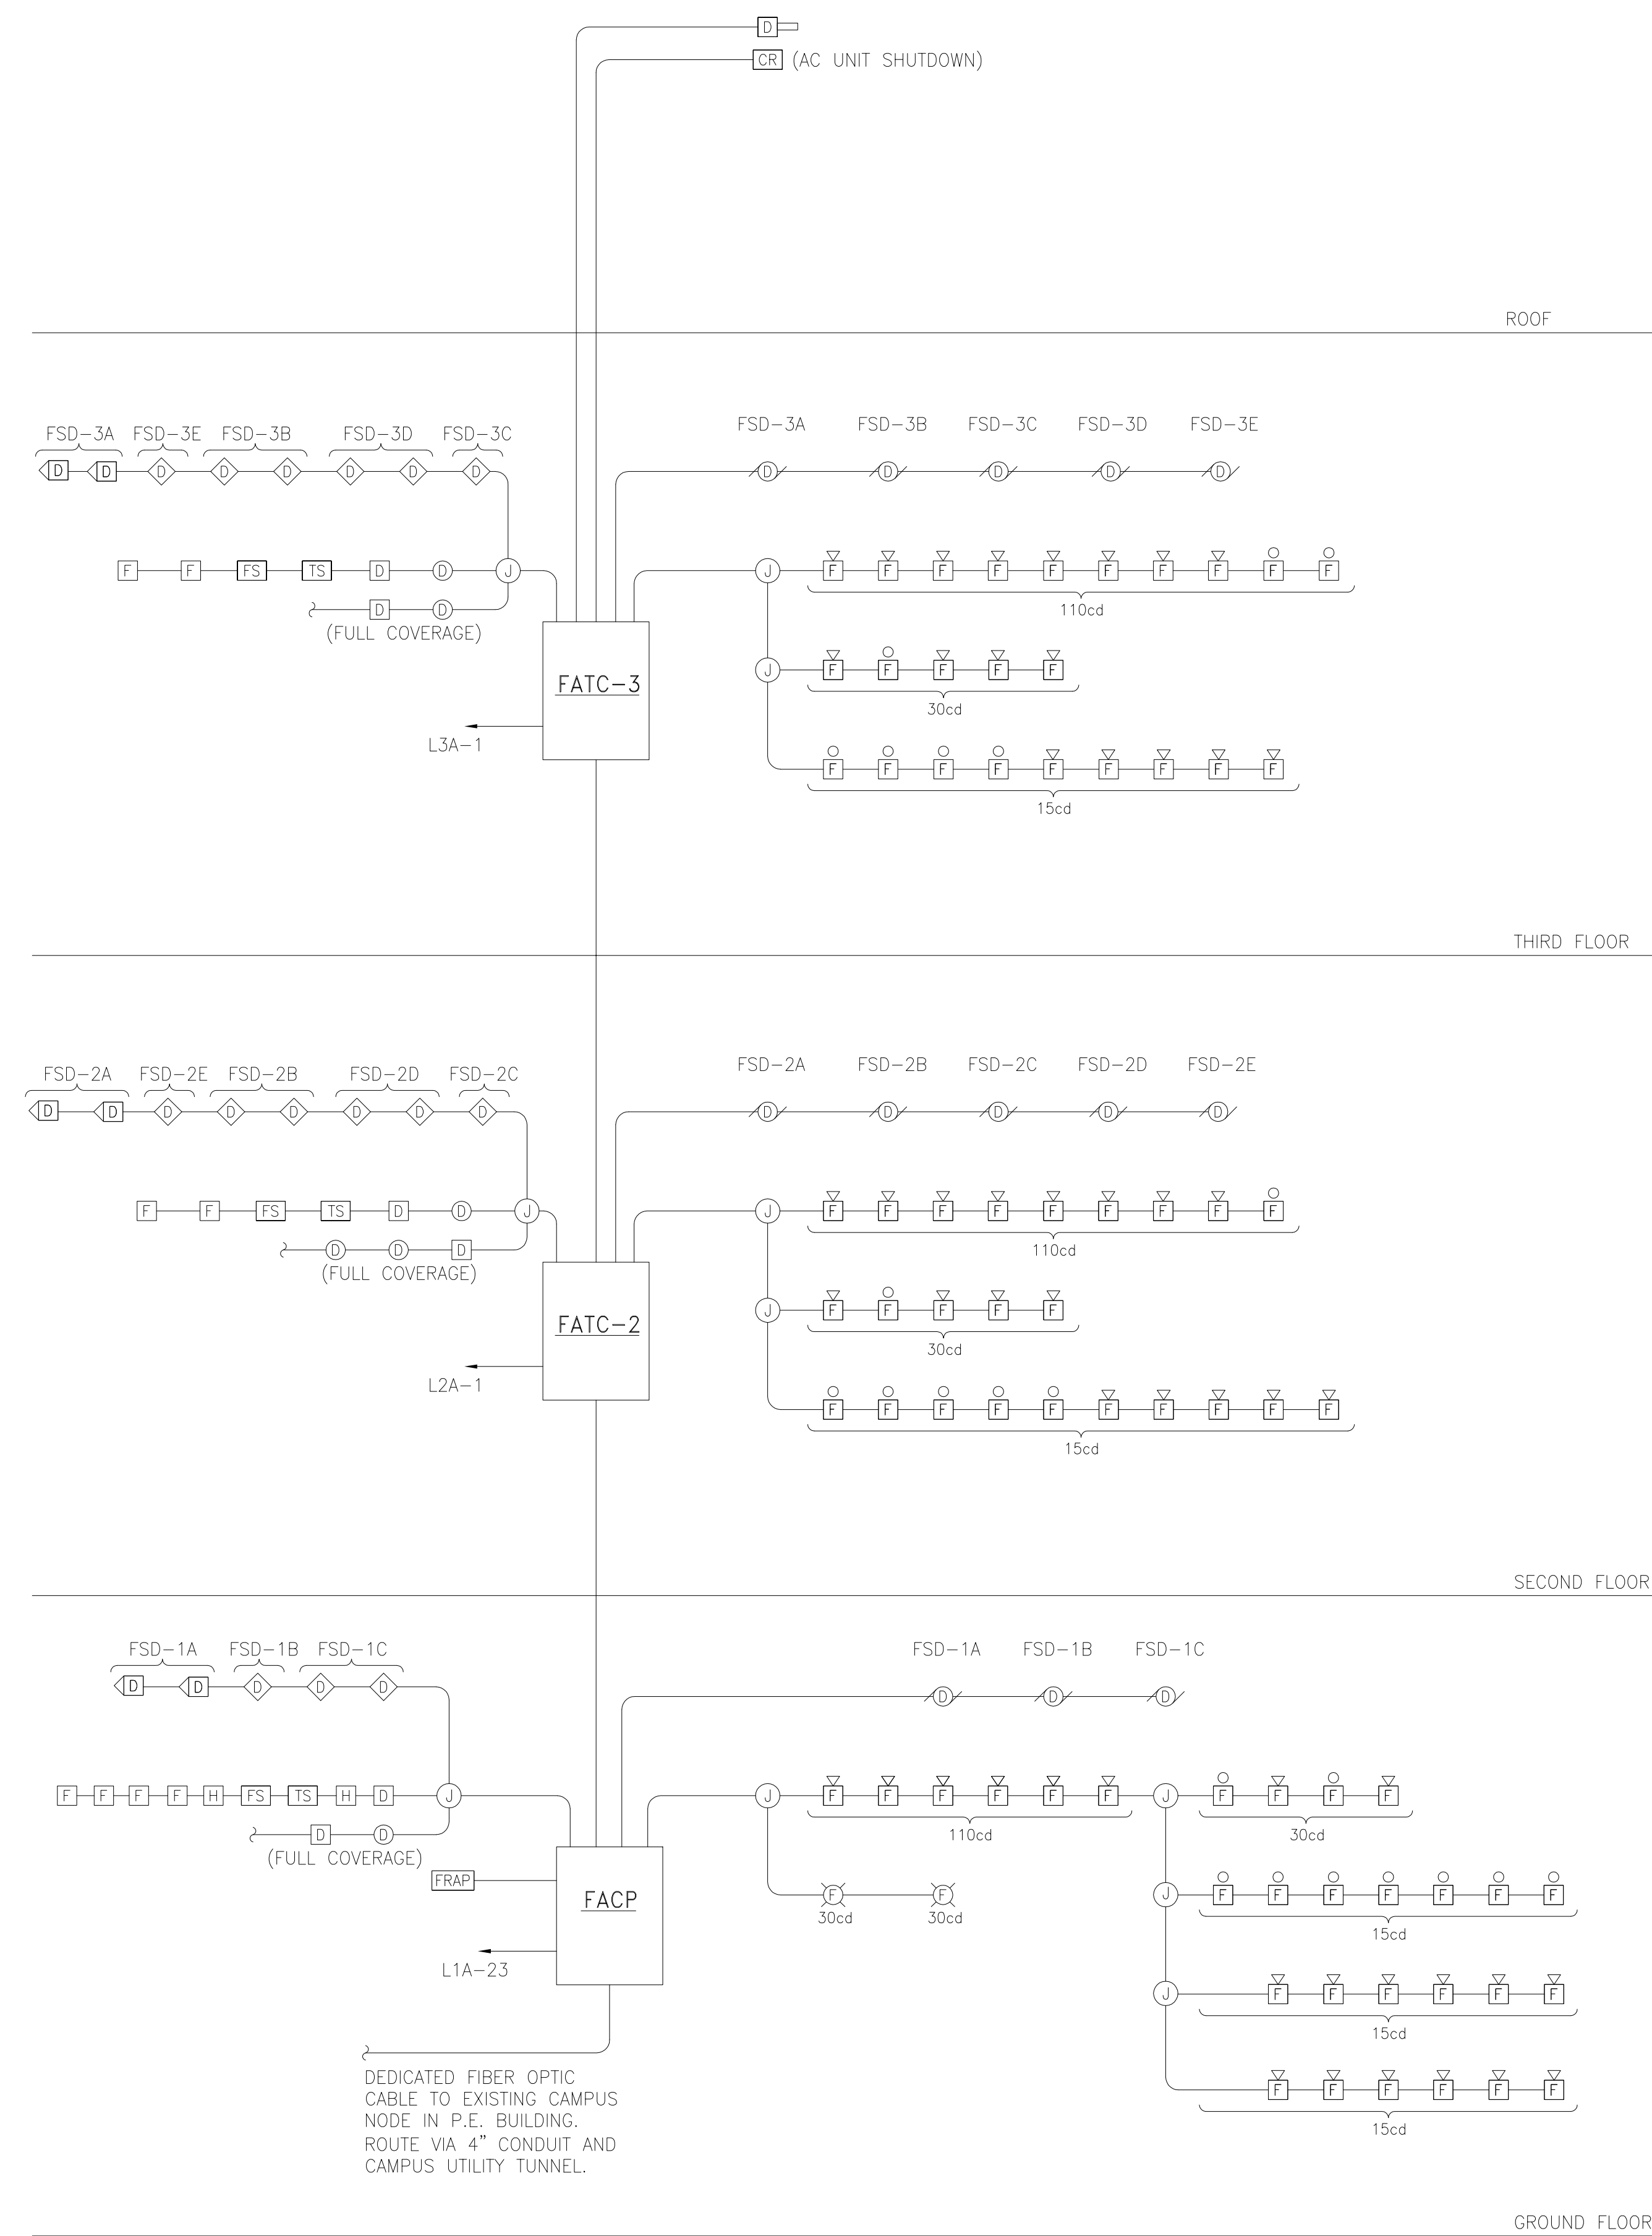 D
CR (AC UNIT SHUTDOWN)
ROOF
FSD-3A FSD-3E FSD-3B FSD-3D FSD-3C
D D D D D D D D
FSD-3A FSD-3B FSD-3C FSD-3D FSD-3E
D D D D D
F F FS TS D D J
D D
(FULL COVERAGE)
J F F F F F F F F F F
110cd
FATC-3
L3A-1
J F F F F F
30cd
F F F F F F F F F
15cd
THIRD FLOOR
FSD-2A FSD-2E FSD-2B FSD-2D FSD-2C
D D D D D D D D
FSD-2A FSD-2B FSD-2C FSD-2D FSD-2E
D D D D D
F F FS TS D D J
D D D
(FULL COVERAGE)
J F F F F F F F F F
110cd
FATC-2
L2A-1
J F F F F F
30cd
F F F F F F F F F F
15cd
SECOND FLOOR
FSD-1A FSD-1B FSD-1C
D D D D D
FSD-1A FSD-1B FSD-1C
D D D
F F F F H FS TS H D J
D D
(FULL COVERAGE)
J F F F F F F J F F F F
110cd 30cd
FRAP
FACP
L1A-23
F F
30cd 30cd
J F F F F F F F
15cd
J F F F F F F
15cd
F F F F F F
15cd
DEDICATED FIBER OPTIC
CABLE TO EXISTING CAMPUS
NODE IN P.E. BUILDING.
ROUTE VIA 4" CONDUIT AND
CAMPUS UTILITY TUNNEL.
GROUND FLOOR